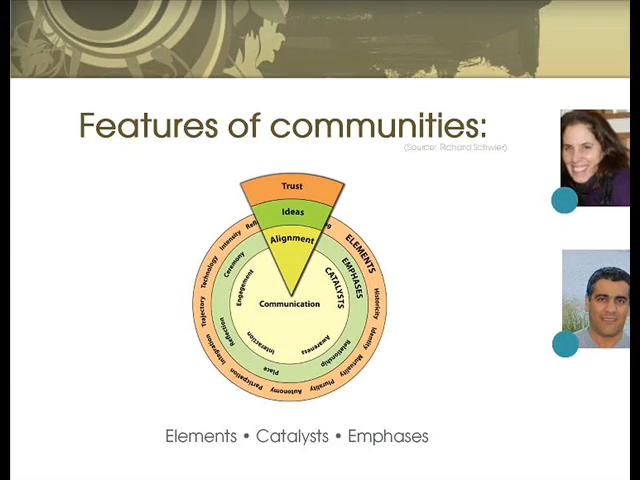 Features of communities:
(Source: Richard Schwier)
Trust
Ideas
Alignment
Communication
ELEMENTS
EMPHASES
CATALYSTS
Intensity
Technology
Trajectory
Integration
Participation
Autonomy
Plurality
Mutuality
Identity
Historicity
Ceremony
Reflection
Place
Relationship
Engagement
Interaction
Awareness
Elements • Catalysts • Emphases